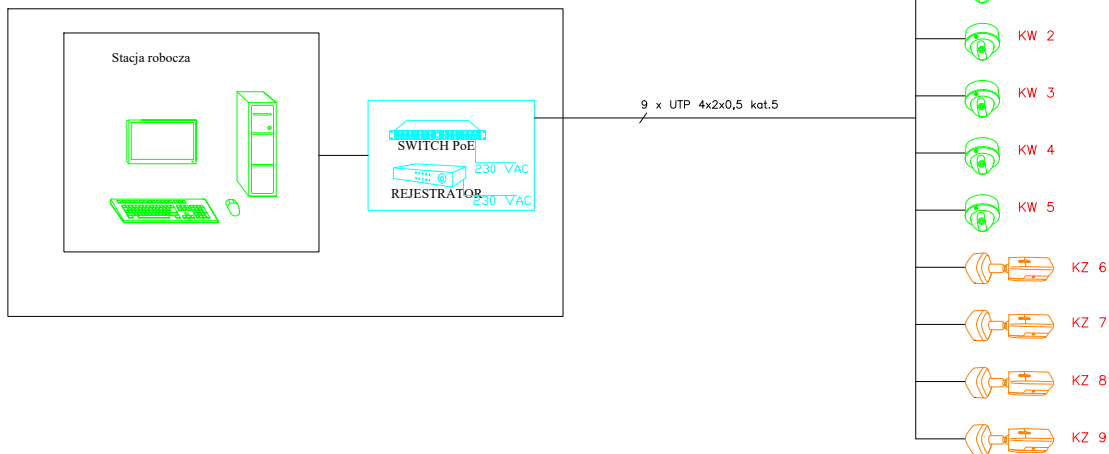 KW 2
Stacja robocza
KW 3
9 x UTP 4x2x0,5 kat.5
SWITCH PoE
KW 4
230 VAC
REJESTRATOR
230 VAC
KW 5
KZ 6
KZ 7
KZ 8
KZ 9